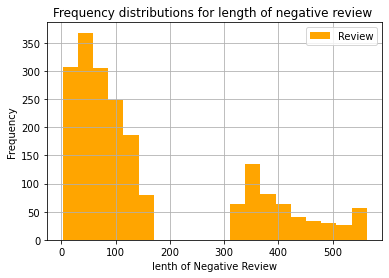 Frequency distributions for length of negative review
Review
Frequency
350
300
250
200
150
100
50
0
0 100 200 300 400 500
lenth of Negative Review